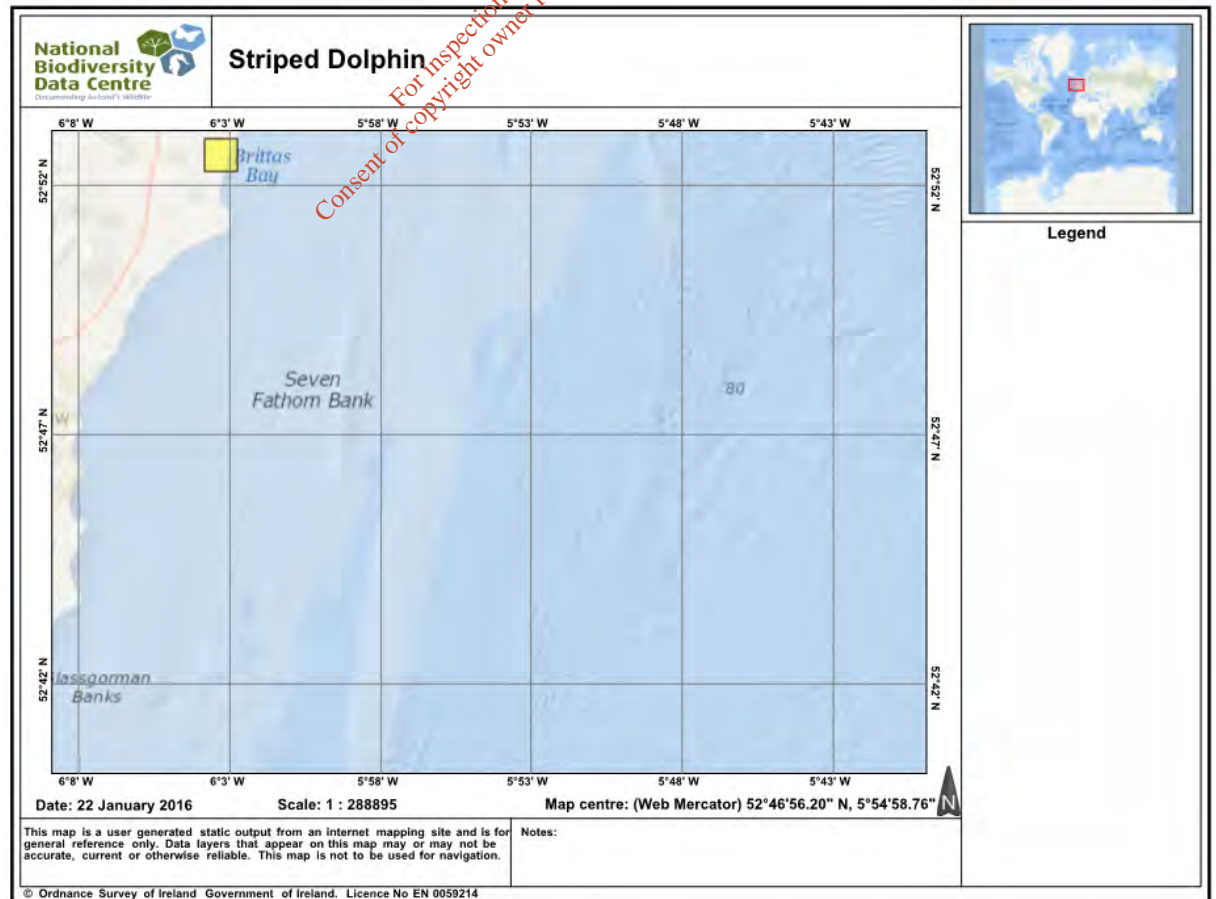 National
Biodiversity
Data Centre
Documenting Ireland's Wildlife
Striped Dolphin
For inspection
Consent of copyright owner
6°8' W 6°3' W 5°58' W 5°53' W 5°48' W 5°43' W
52°52' N
Brittas
Bay
52°52' N
Legend
Seven
Fathom Bank
80
W
52°47' N
52°47' N
52°42' N
lassgorman
Banks
52°42' N
6°8' W 6°3' W 5°58' W 5°53' W 5°48' W 5°43' W
Date: 22 January 2016 Scale: 1 : 288895 Map centre: (Web Mercator) 52°46'56.20" N, 5°54'58.76"
N
This map is a user generated static output from an internet mapping site and is for
general reference only. Data layers that appear on this map may or may not be
accurate, current or otherwise reliable. This map is not to be used for navigation.
Notes:
© Ordnance Survey of Ireland Government of Ireland. Licence No EN 0059214